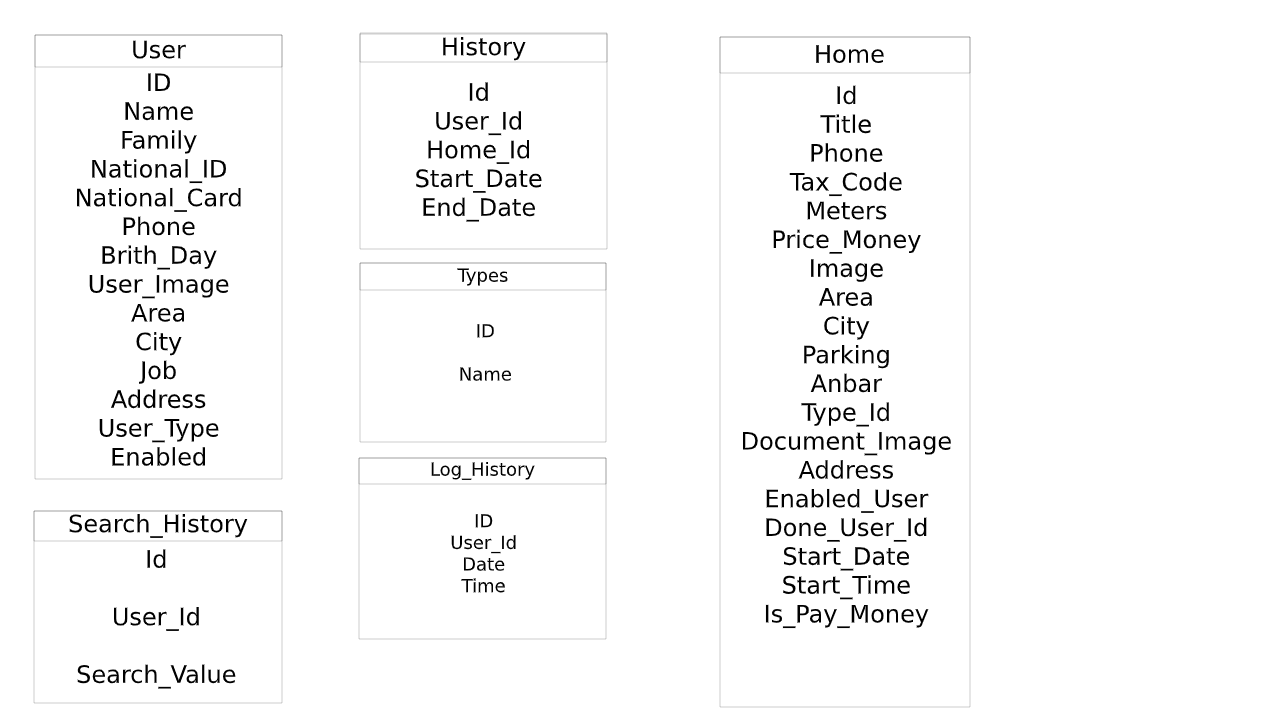 User
ID
Name
Family
National_ID
National_Card
Phone
Brith_Day
User_Image
Area
City
Job
Address
User_Type
Enabled
Search_History
Id
User_Id
Search_Value
History
Id
User_Id
Home_Id
Start_Date
End_Date
Types
ID
Name
Log_History
ID
User_Id
Date
Time
Home
Id
Title
Phone
Tax_Code
Meters
Price_Money
Image
Area
City
Parking
Anbar
Type_Id
Document_Image
Address
Enabled_User
Done_User_Id
Start_Date
Start_Time
Is_Pay_Money